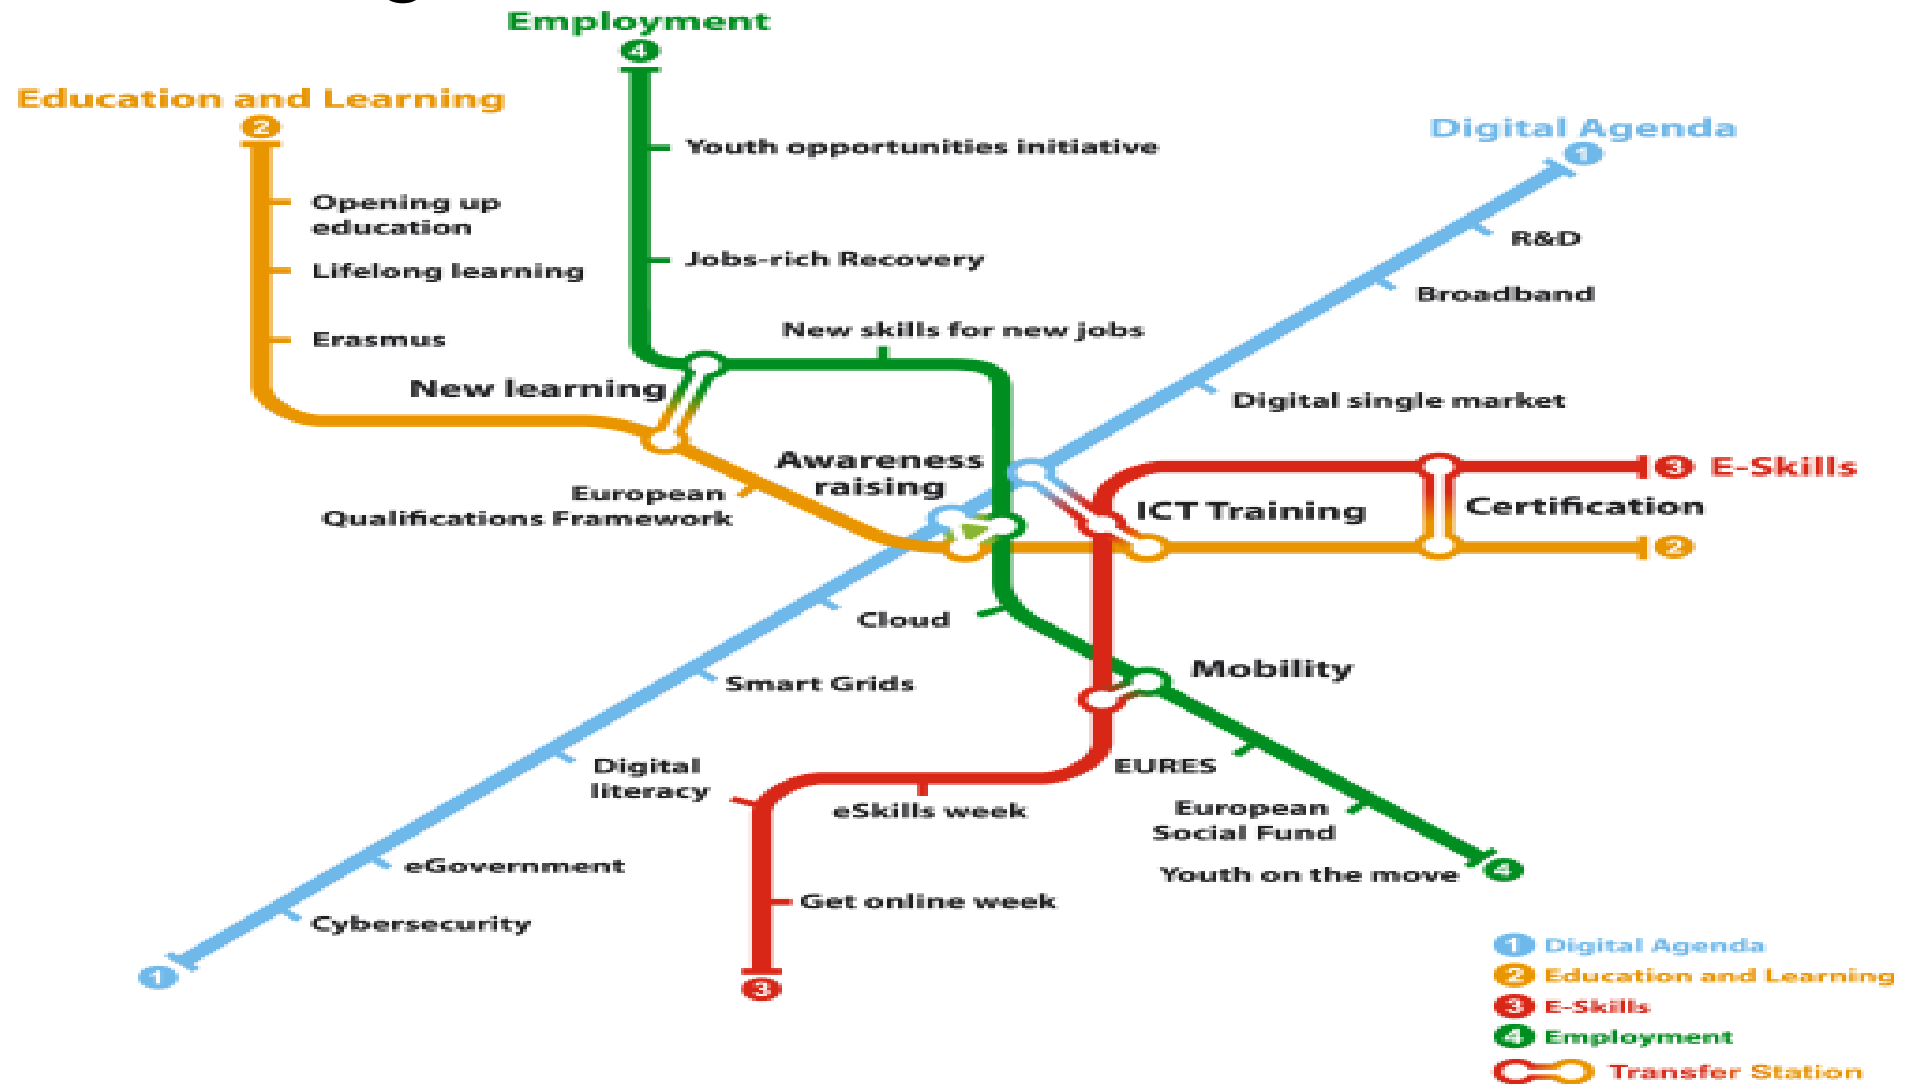 Employment
4
Education and Learning
2
Digital Agenda
1
Youth opportunities initiative
Opening up
education
R&D
Jobs-rich Recovery
Lifelong learning
Broadband
New skills for new jobs
Erasmus
New learning
Digital single market
Awareness
raising
3 E-Skills
European
Qualifications Framework
ICT Training
Certification
2
Cloud
Mobility
Smart Grids
Digital
literacy
EURES
eSkills week
European
Social Fund
eGovernment
Youth on the move
4
Get online week
Cybersecurity
1
3
1 Digital Agenda
2 Education and Learning
3 E-Skills
4 Employment
Transfer Station